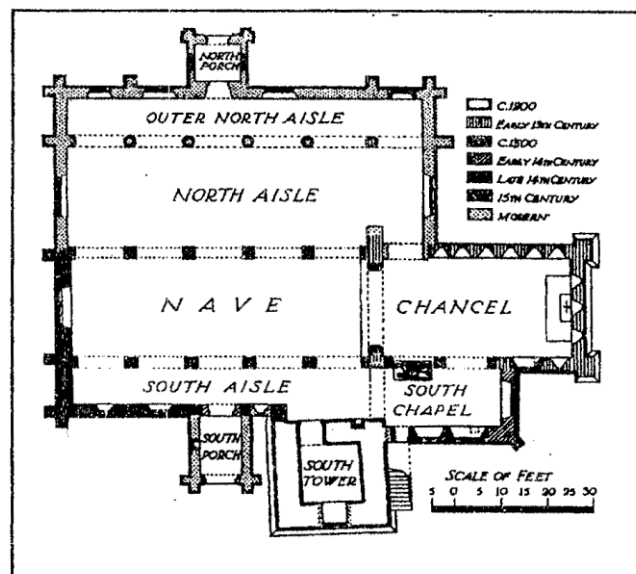 NORTH
PORCH
OUTER NORTH AISLE
NORTH AISLE
NAVE
CHANCEL
SOUTH AISLE
SOUTH
CHAPEL
SOUTH
PORCH
SOUTH
TOWER
C.1200
EARLY 13TH CENTURY
C.1300
EARLY 14TH CENTURY
LATE 14TH CENTURY
15TH CENTURY
MODERN
SCALE OF FEET
5 0 5 10 15 20 25 30